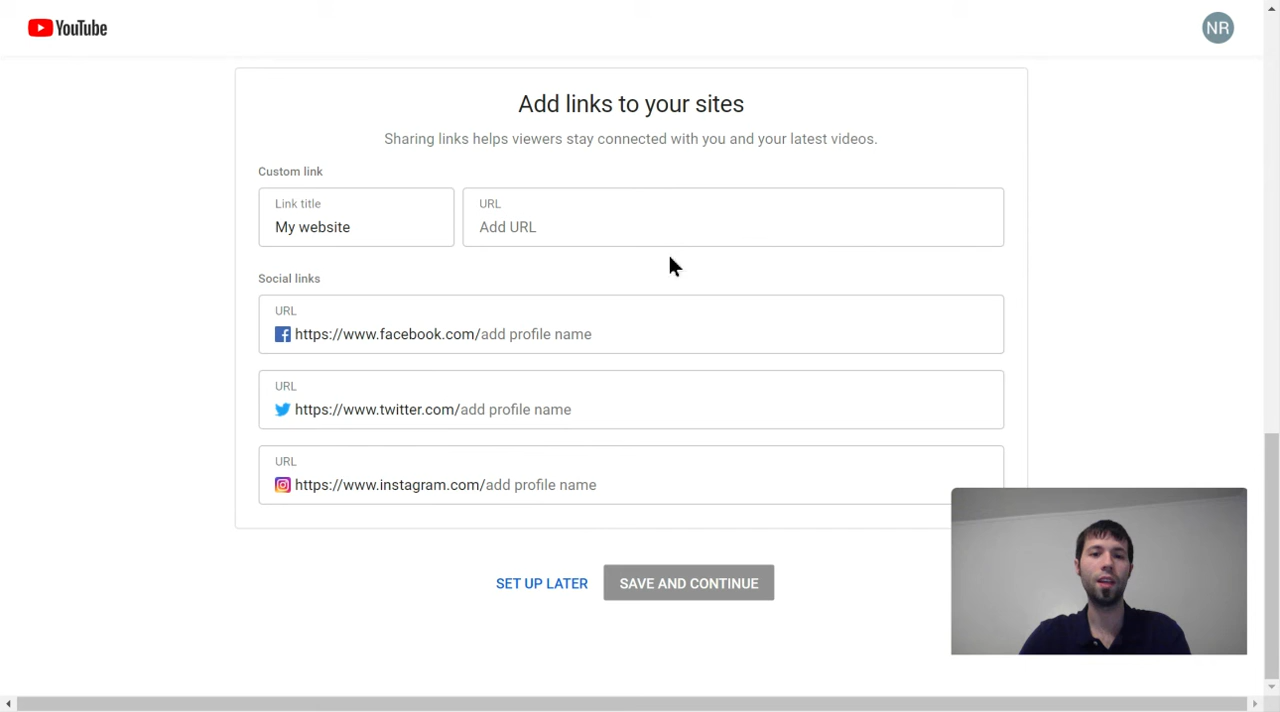 YouTube
NR
Add links to your sites
Sharing links helps viewers stay connected with you and your latest videos.
Custom link
Link title
My website
URL
Add URL
Social links
URL
https://www.facebook.com/add profile name
URL
https://www.twitter.com/add profile name
URL
https://www.instagram.com/add profile name
SET UP LATER
SAVE AND CONTINUE